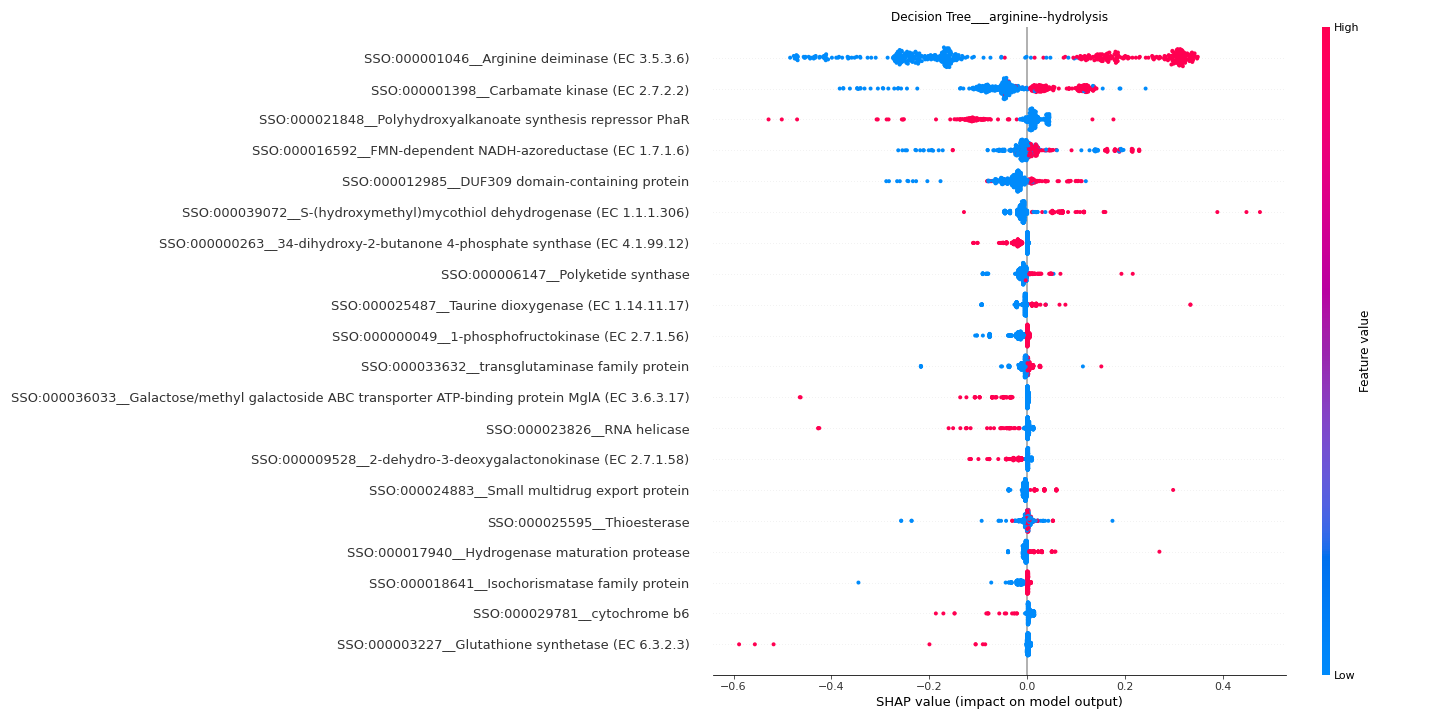 Decision Tree___arginine--hydrolysis
High
SSO:000001046__Arginine deiminase (EC 3.5.3.6)
SSO:000001398__Carbamate kinase (EC 2.7.2.2)
SSO:000021848__Polyhydroxyalkanoate synthesis repressor PhaR
SSO:000016592__FMN-dependent NADH-azoreductase (EC 1.7.1.6)
SSO:000012985__DUF309 domain-containing protein
SSO:000039072__S-(hydroxymethyl)mycothiol dehydrogenase (EC 1.1.1.306)
SSO:000000263__34-dihydroxy-2-butanone 4-phosphate synthase (EC 4.1.99.12)
SSO:000006147__Polyketide synthase
SSO:000025487__Taurine dioxygenase (EC 1.14.11.17)
SSO:000000049__1-phosphofructokinase (EC 2.7.1.56)
SSO:000033632__transglutaminase family protein
SSO:000036033__Galactose/methyl galactoside ABC transporter ATP-binding protein MglA (EC 3.6.3.17)
SSO:000023826__RNA helicase
SSO:000009528__2-dehydro-3-deoxygalactonokinase (EC 2.7.1.58)
SSO:000024883__Small multidrug export protein
SSO:000025595__Thioesterase
SSO:000017940__Hydrogenase maturation protease
SSO:000018641__Isochorismatase family protein
SSO:000029781__cytochrome b6
SSO:000003227__Glutathione synthetase (EC 6.3.2.3)
Feature value
Low
−0.6 −0.4 −0.2 0.0 0.2 0.4
SHAP value (impact on model output)